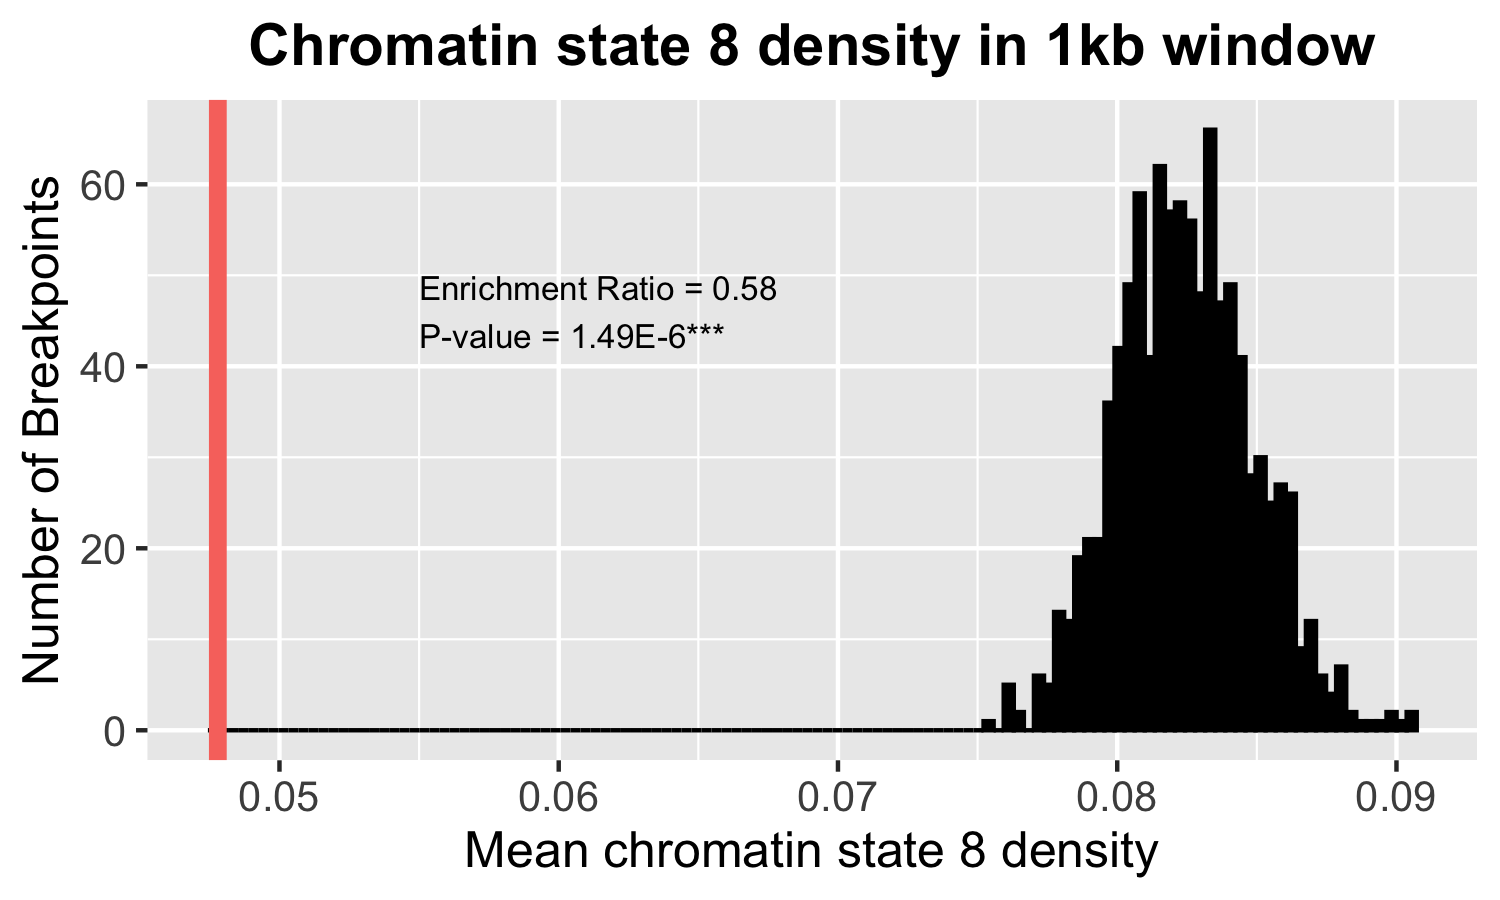 Chromatin state 8 density in 1kb window
Number of Breakpoints
60
40
20
0
Enrichment Ratio = 0.58
P-value = 1.49E-6***
0.05 0.06 0.07 0.08 0.09
Mean chromatin state 8 density